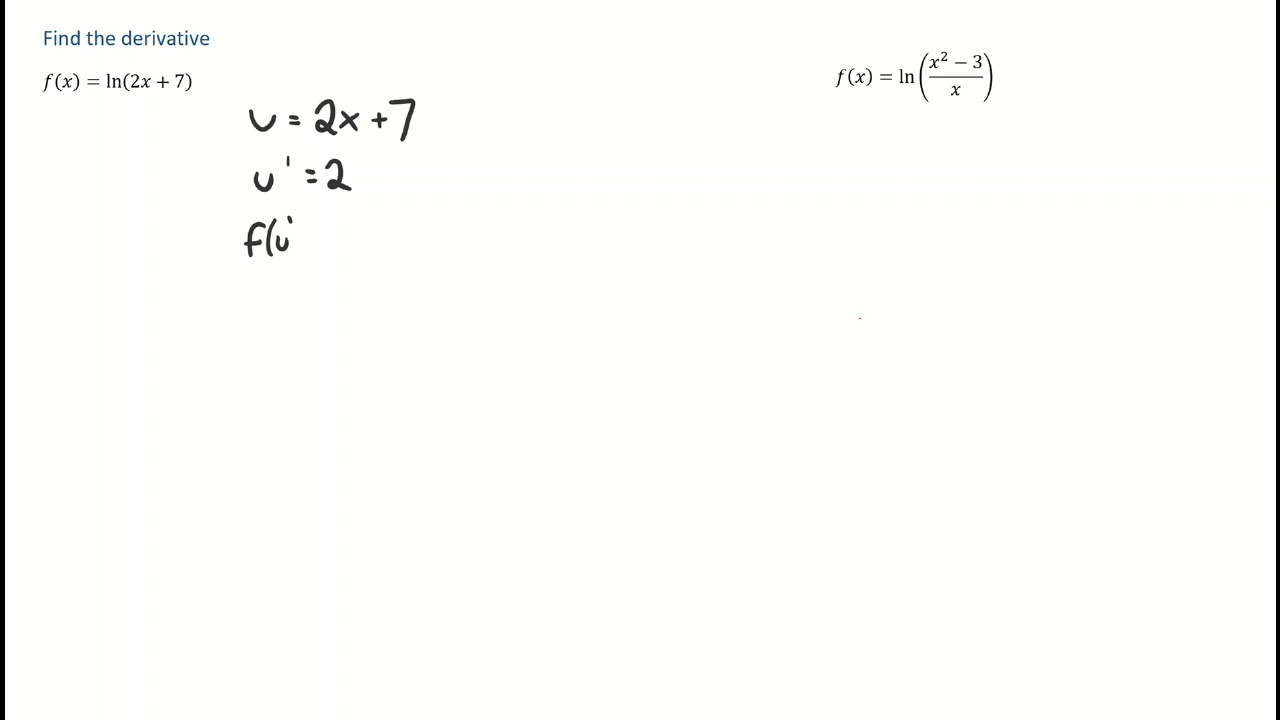 Find the derivative
f(x) = ln(2x + 7)
u = 2x + 7
u' = 2
f(u
f(x) = ln((x² − 3)/x)